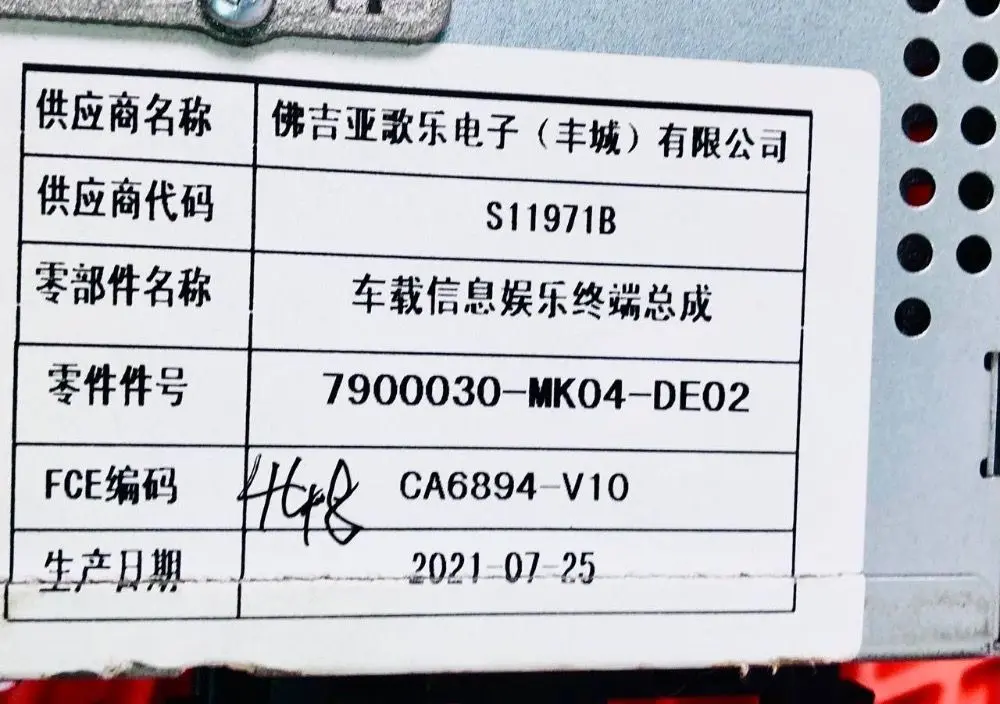 供应商名称 佛吉亚歌乐电子（丰城）有限公司
供应商代码 S11971B
零部件名称 车载信息娱乐终端总成
零件件号 7900030-MK04-DE02
FCE编码 CA6894-V10
生产日期 2021-07-25